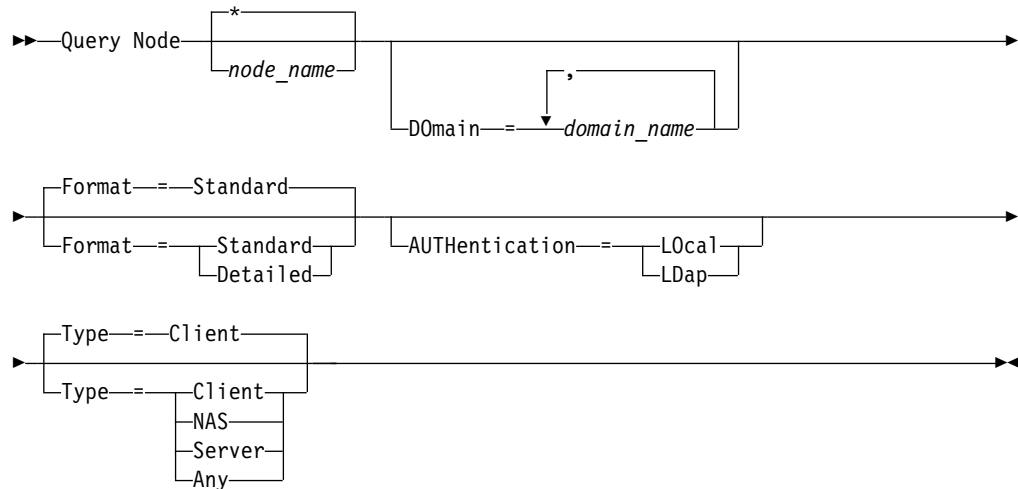 *
Query Node
node_name
,
DOmain = domain_name
Format = Standard
Format = Standard
Detailed
AUTHentication = LOcal
LDap
Type = Client
Type = Client
NAS
Server
Any